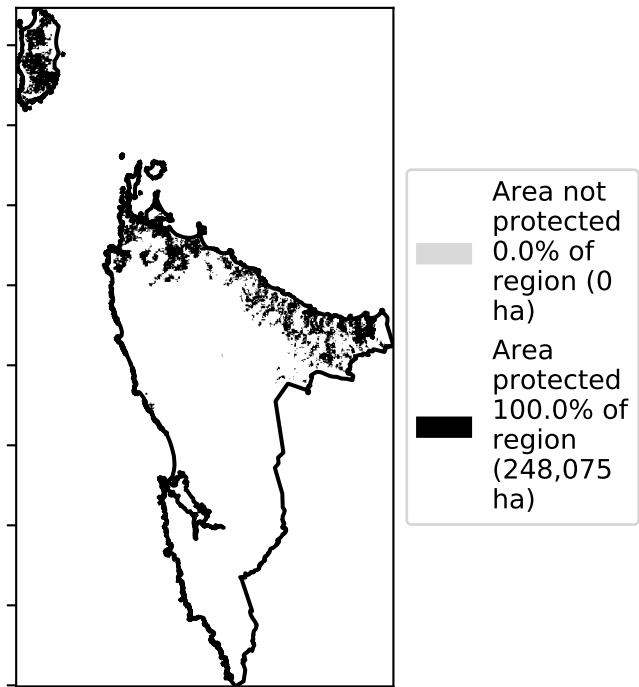 Area not
protected
0.0% of
region (0
ha)
Area
protected
100.0% of
region
(248,075
ha)